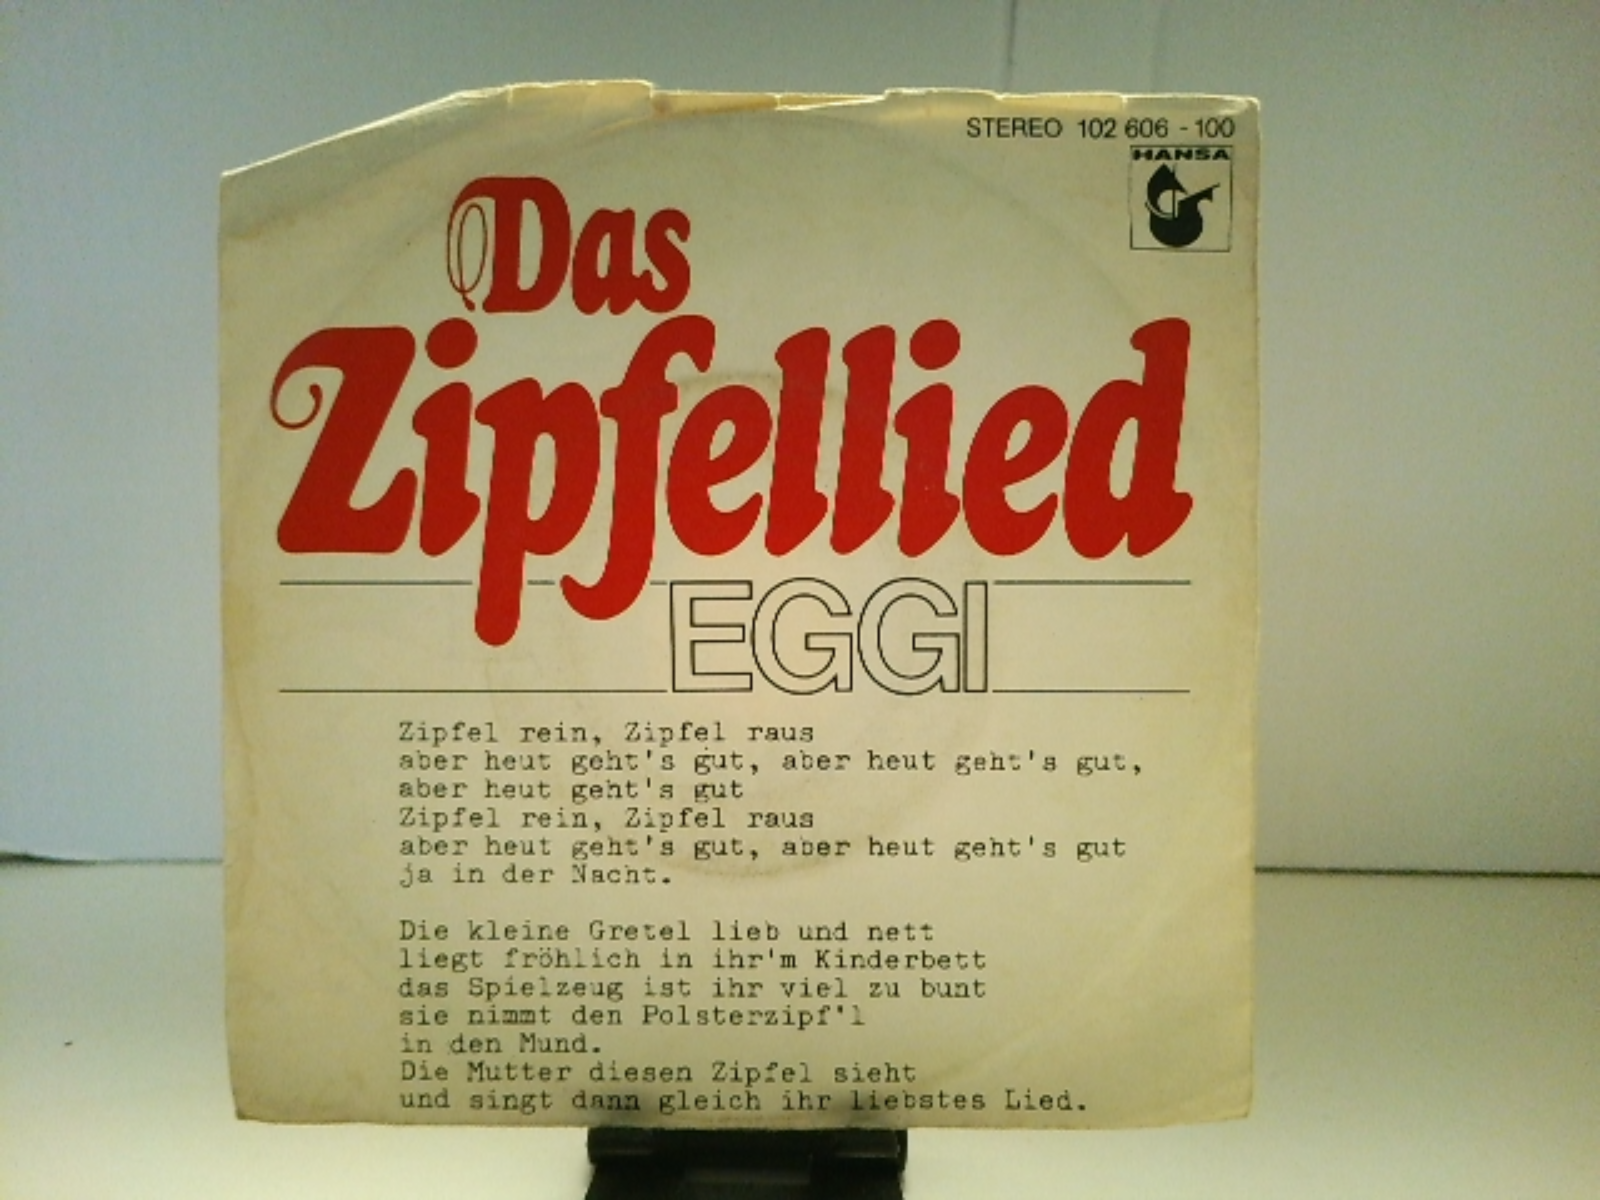 STEREO 102 606 - 100
HANSA
Das
Zipfellied
EGGI
Zipfel rein, Zipfel raus
aber heut geht's gut, aber heut geht's gut,
aber heut geht's gut
Zipfel rein, Zipfel raus
aber heut geht's gut, aber heut geht's gut
ja in der Nacht.
Die kleine Gretel lieb und nett
liegt fröhlich in ihr'm Kinderbett
das Spielzeug ist ihr viel zu bunt
sie nimmt den Polsterzipf'l
in den Mund.
Die Mutter diesen Zipfel sieht
und singt dann gleich ihr liebstes Lied.